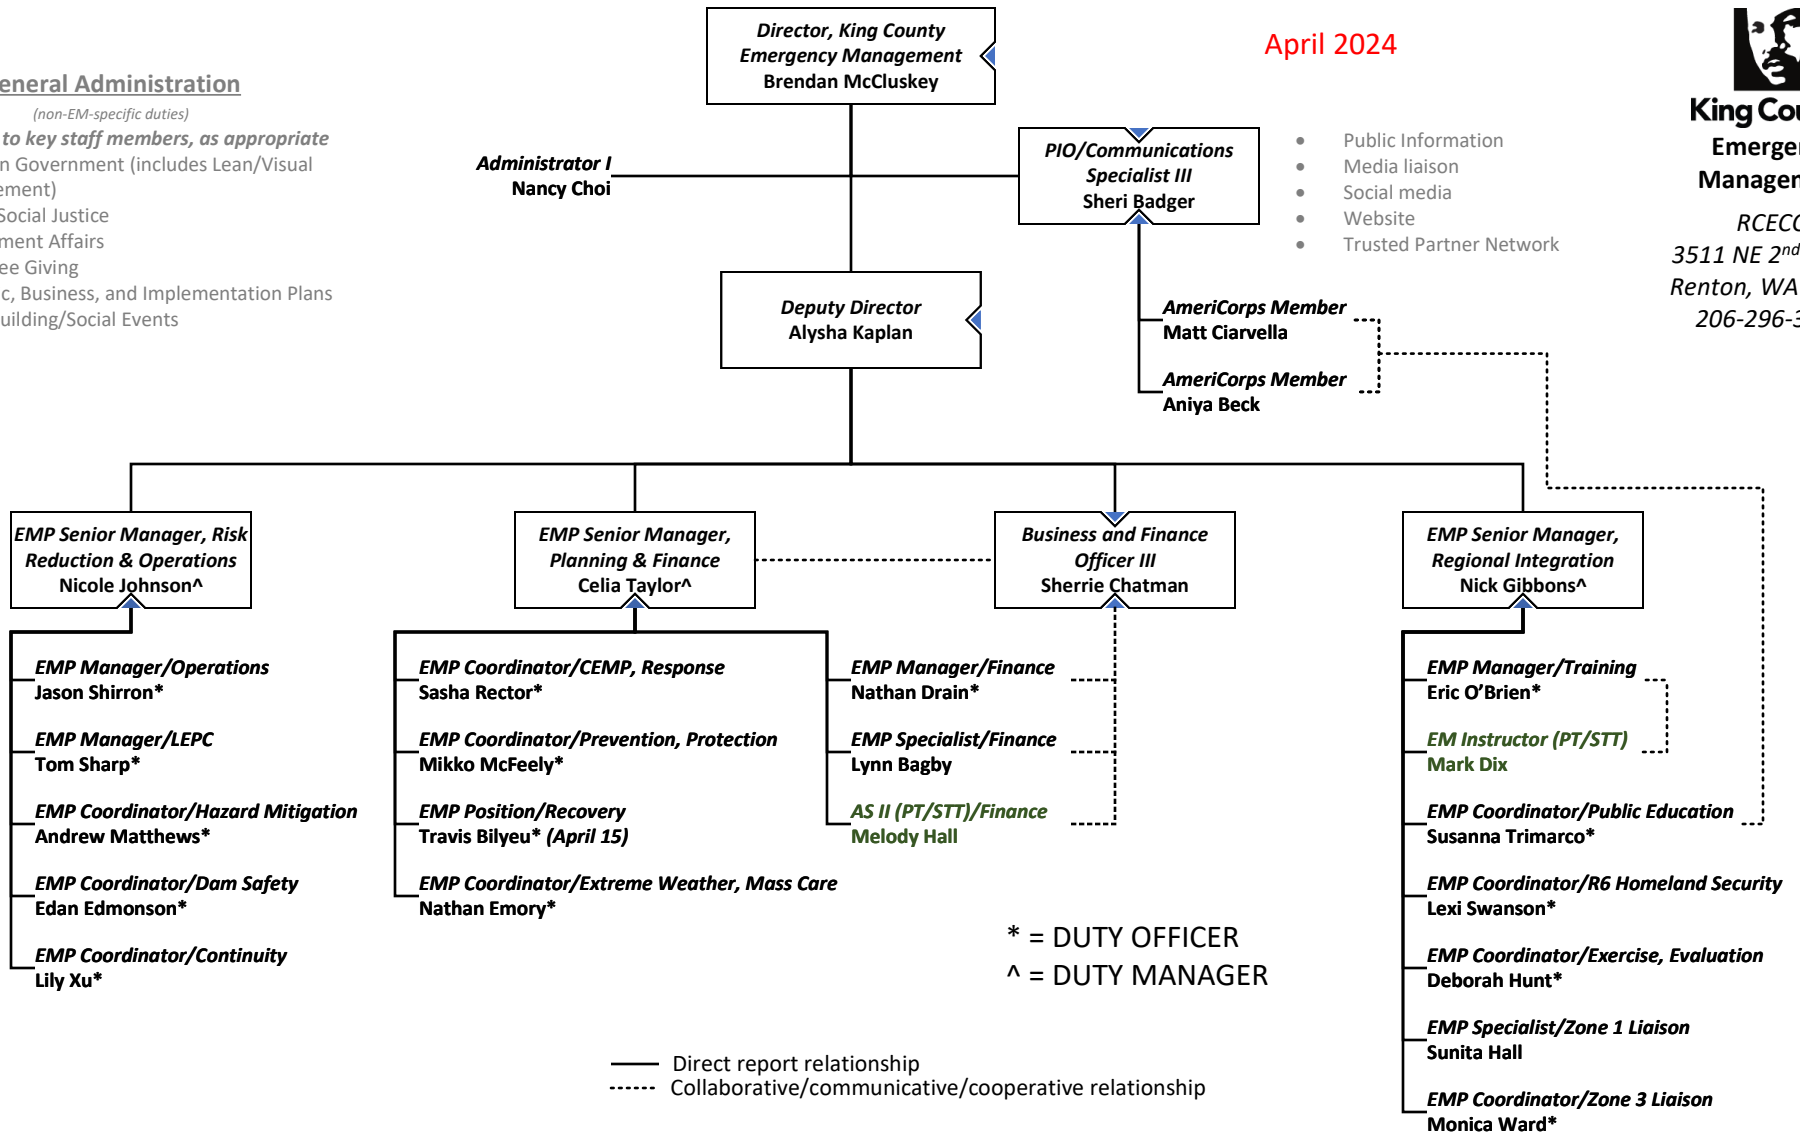 Director, King County
Emergency Management
Brendan McCluskey
April 2024
General Administration
(non-EM-specific duties)
to key staff members, as appropriate
Government (includes Lean/Visual
Social Justice
Affairs
Giving
Business, and Implementation Plans
Building/Social Events
Administrator I
Nancy Choi
PIO/Communications
Specialist III
Sheri Badger
• Public Information
• Media liaison
• Social media
• Website
• Trusted Partner Network
King
RCECC
3511 NE 2nd
Renton, WA
206-296-
Deputy Director
Alysha Kaplan
AmeriCorps Member
Matt Ciarvella
AmeriCorps Member
Aniya Beck
EMP Senior Manager, Risk
Reduction & Operations
Nicole Johnson^
EMP Senior Manager,
Planning & Finance
Celia Taylor^
Business and Finance
Officer III
Sherrie Chatman
EMP Senior Manager,
Regional Integration
Nick Gibbons^
EMP Manager/Operations
Jason Shirron*
EMP Manager/LEPC
Tom Sharp*
EMP Coordinator/Hazard Mitigation
Andrew Matthews*
EMP Coordinator/Dam Safety
Edan Edmonson*
EMP Coordinator/Continuity
Lily Xu*
EMP Coordinator/CEMP, Response
Sasha Rector*
EMP Coordinator/Prevention, Protection
Mikko McFeely*
EMP Position/Recovery
Travis Bilyeu* (April 15)
EMP Coordinator/Extreme Weather, Mass Care
Nathan Emory*
EMP Manager/Finance
Nathan Drain*
EMP Specialist/Finance
Lynn Bagby
AS II (PT/STT)/Finance
Melody Hall
EMP Manager/Training
Eric O’Brien*
EM Instructor (PT/STT)
Mark Dix
EMP Coordinator/Public Education
Susanna Trimarco*
EMP Coordinator/R6 Homeland Security
Lexi Swanson*
EMP Coordinator/Exercise, Evaluation
Deborah Hunt*
EMP Specialist/Zone 1 Liaison
Sunita Hall
EMP Coordinator/Zone 3 Liaison
Monica Ward*
* = DUTY OFFICER
^ = DUTY MANAGER
Direct report relationship
Collaborative/communicative/cooperative relationship